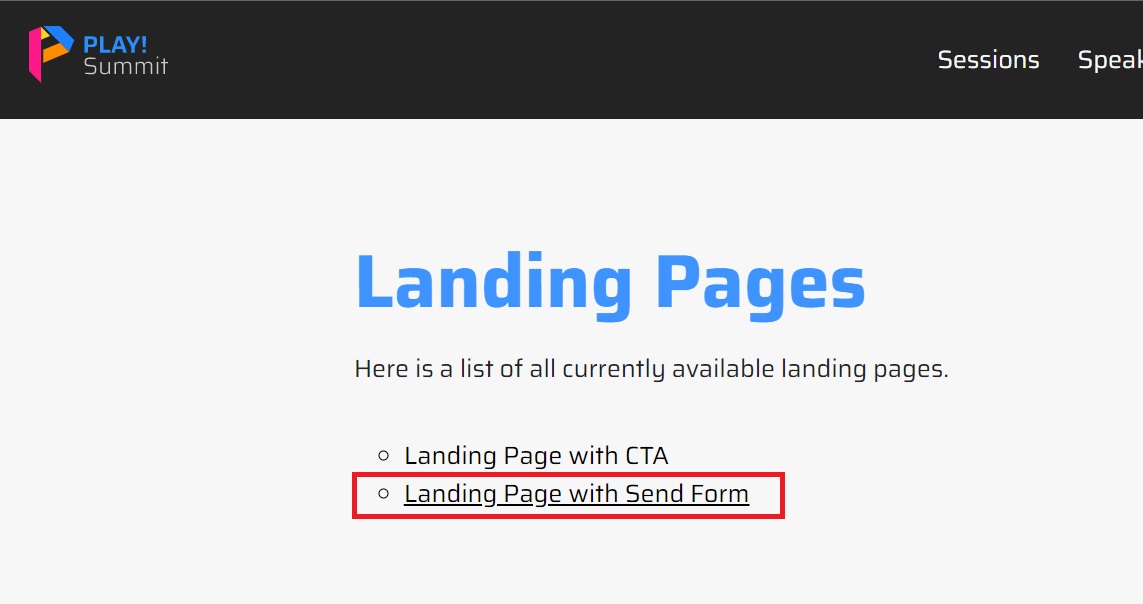 PLAY!
Summit
Sessions Speak
Landing Pages
Here is a list of all currently available landing pages.
Landing Page with CTA
Landing Page with Send Form